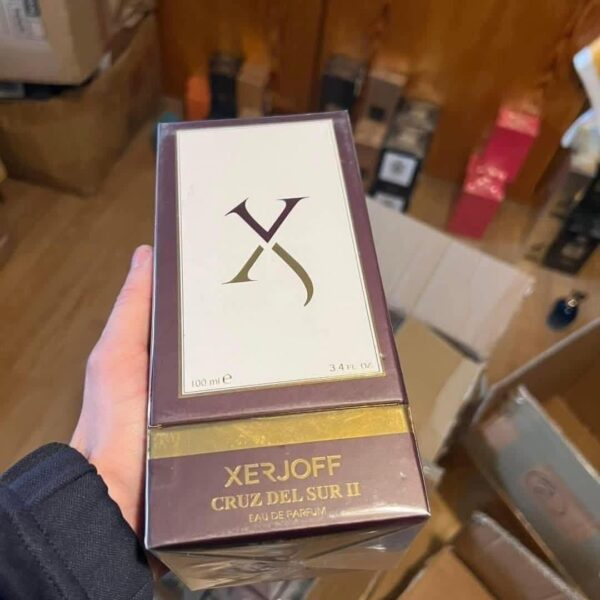 100 ml ℮ 3.4 FL. OZ.
XERJOFF
CRUZ DEL SUR II
EAU DE PARFUM